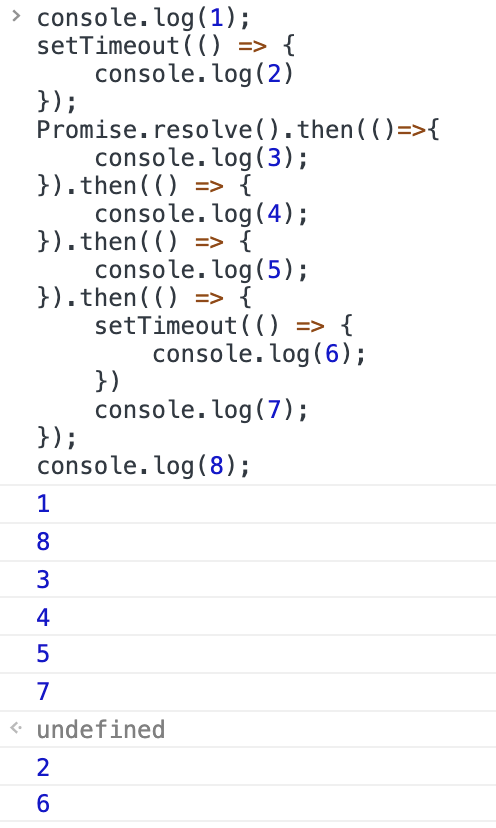 > console.log(1);
setTimeout(() => {
    console.log(2)
});
Promise.resolve().then(()=>{
    console.log(3);
}).then(() => {
    console.log(4);
}).then(() => {
    console.log(5);
}).then(() => {
    setTimeout(() => {
        console.log(6);
    })
    console.log(7);
});
console.log(8);
1
8
3
4
5
7
undefined
2
6